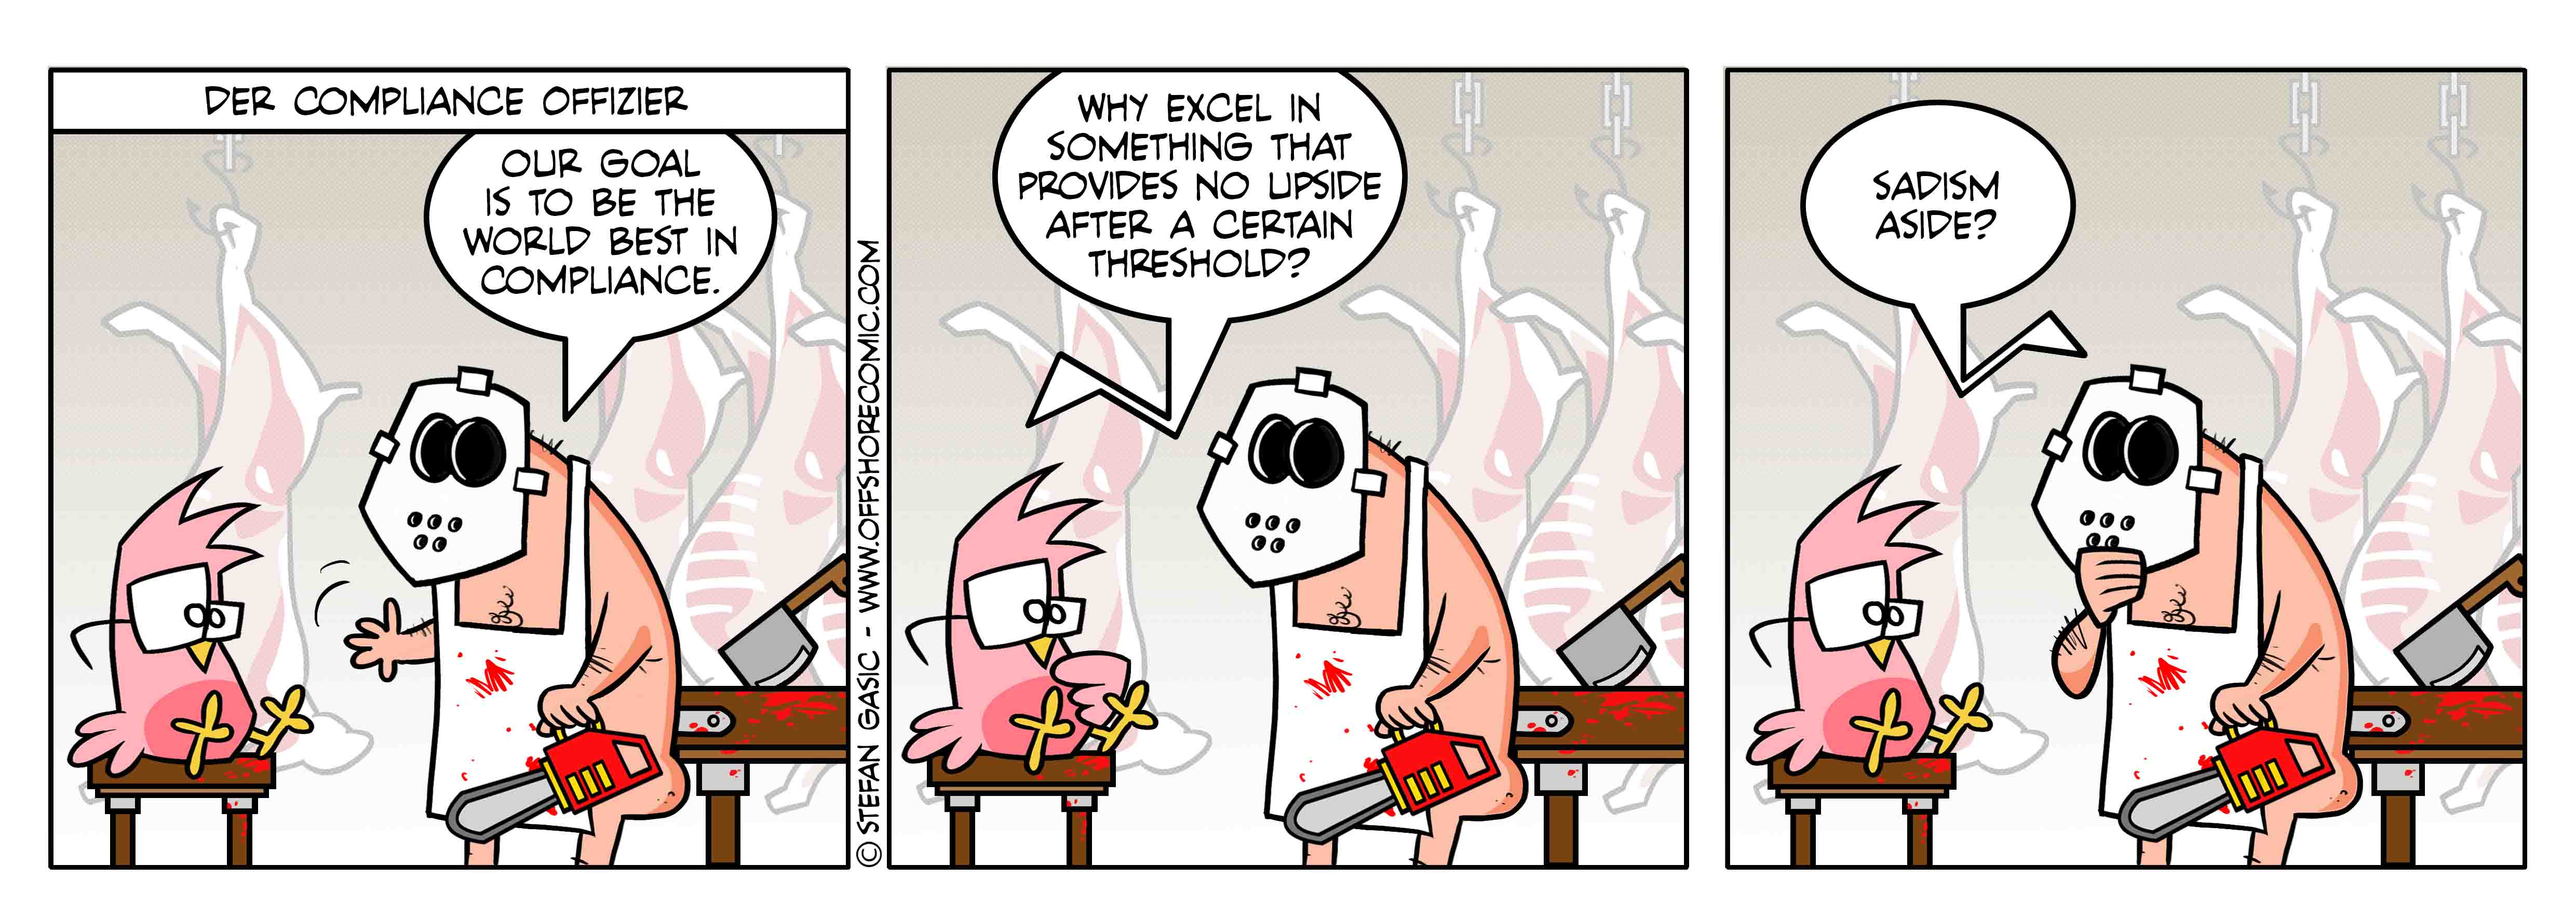 DER COMPLIANCE OFFIZIER
OUR GOAL
IS TO BE THE
WORLD BEST IN
COMPLIANCE.
© STEFAN GASIC - WWW.OFFSHORECOMIC.COM
WHY EXCEL IN
SOMETHING THAT
PROVIDES NO UPSIDE
AFTER A CERTAIN
THRESHOLD?
SADISM
ASIDE?